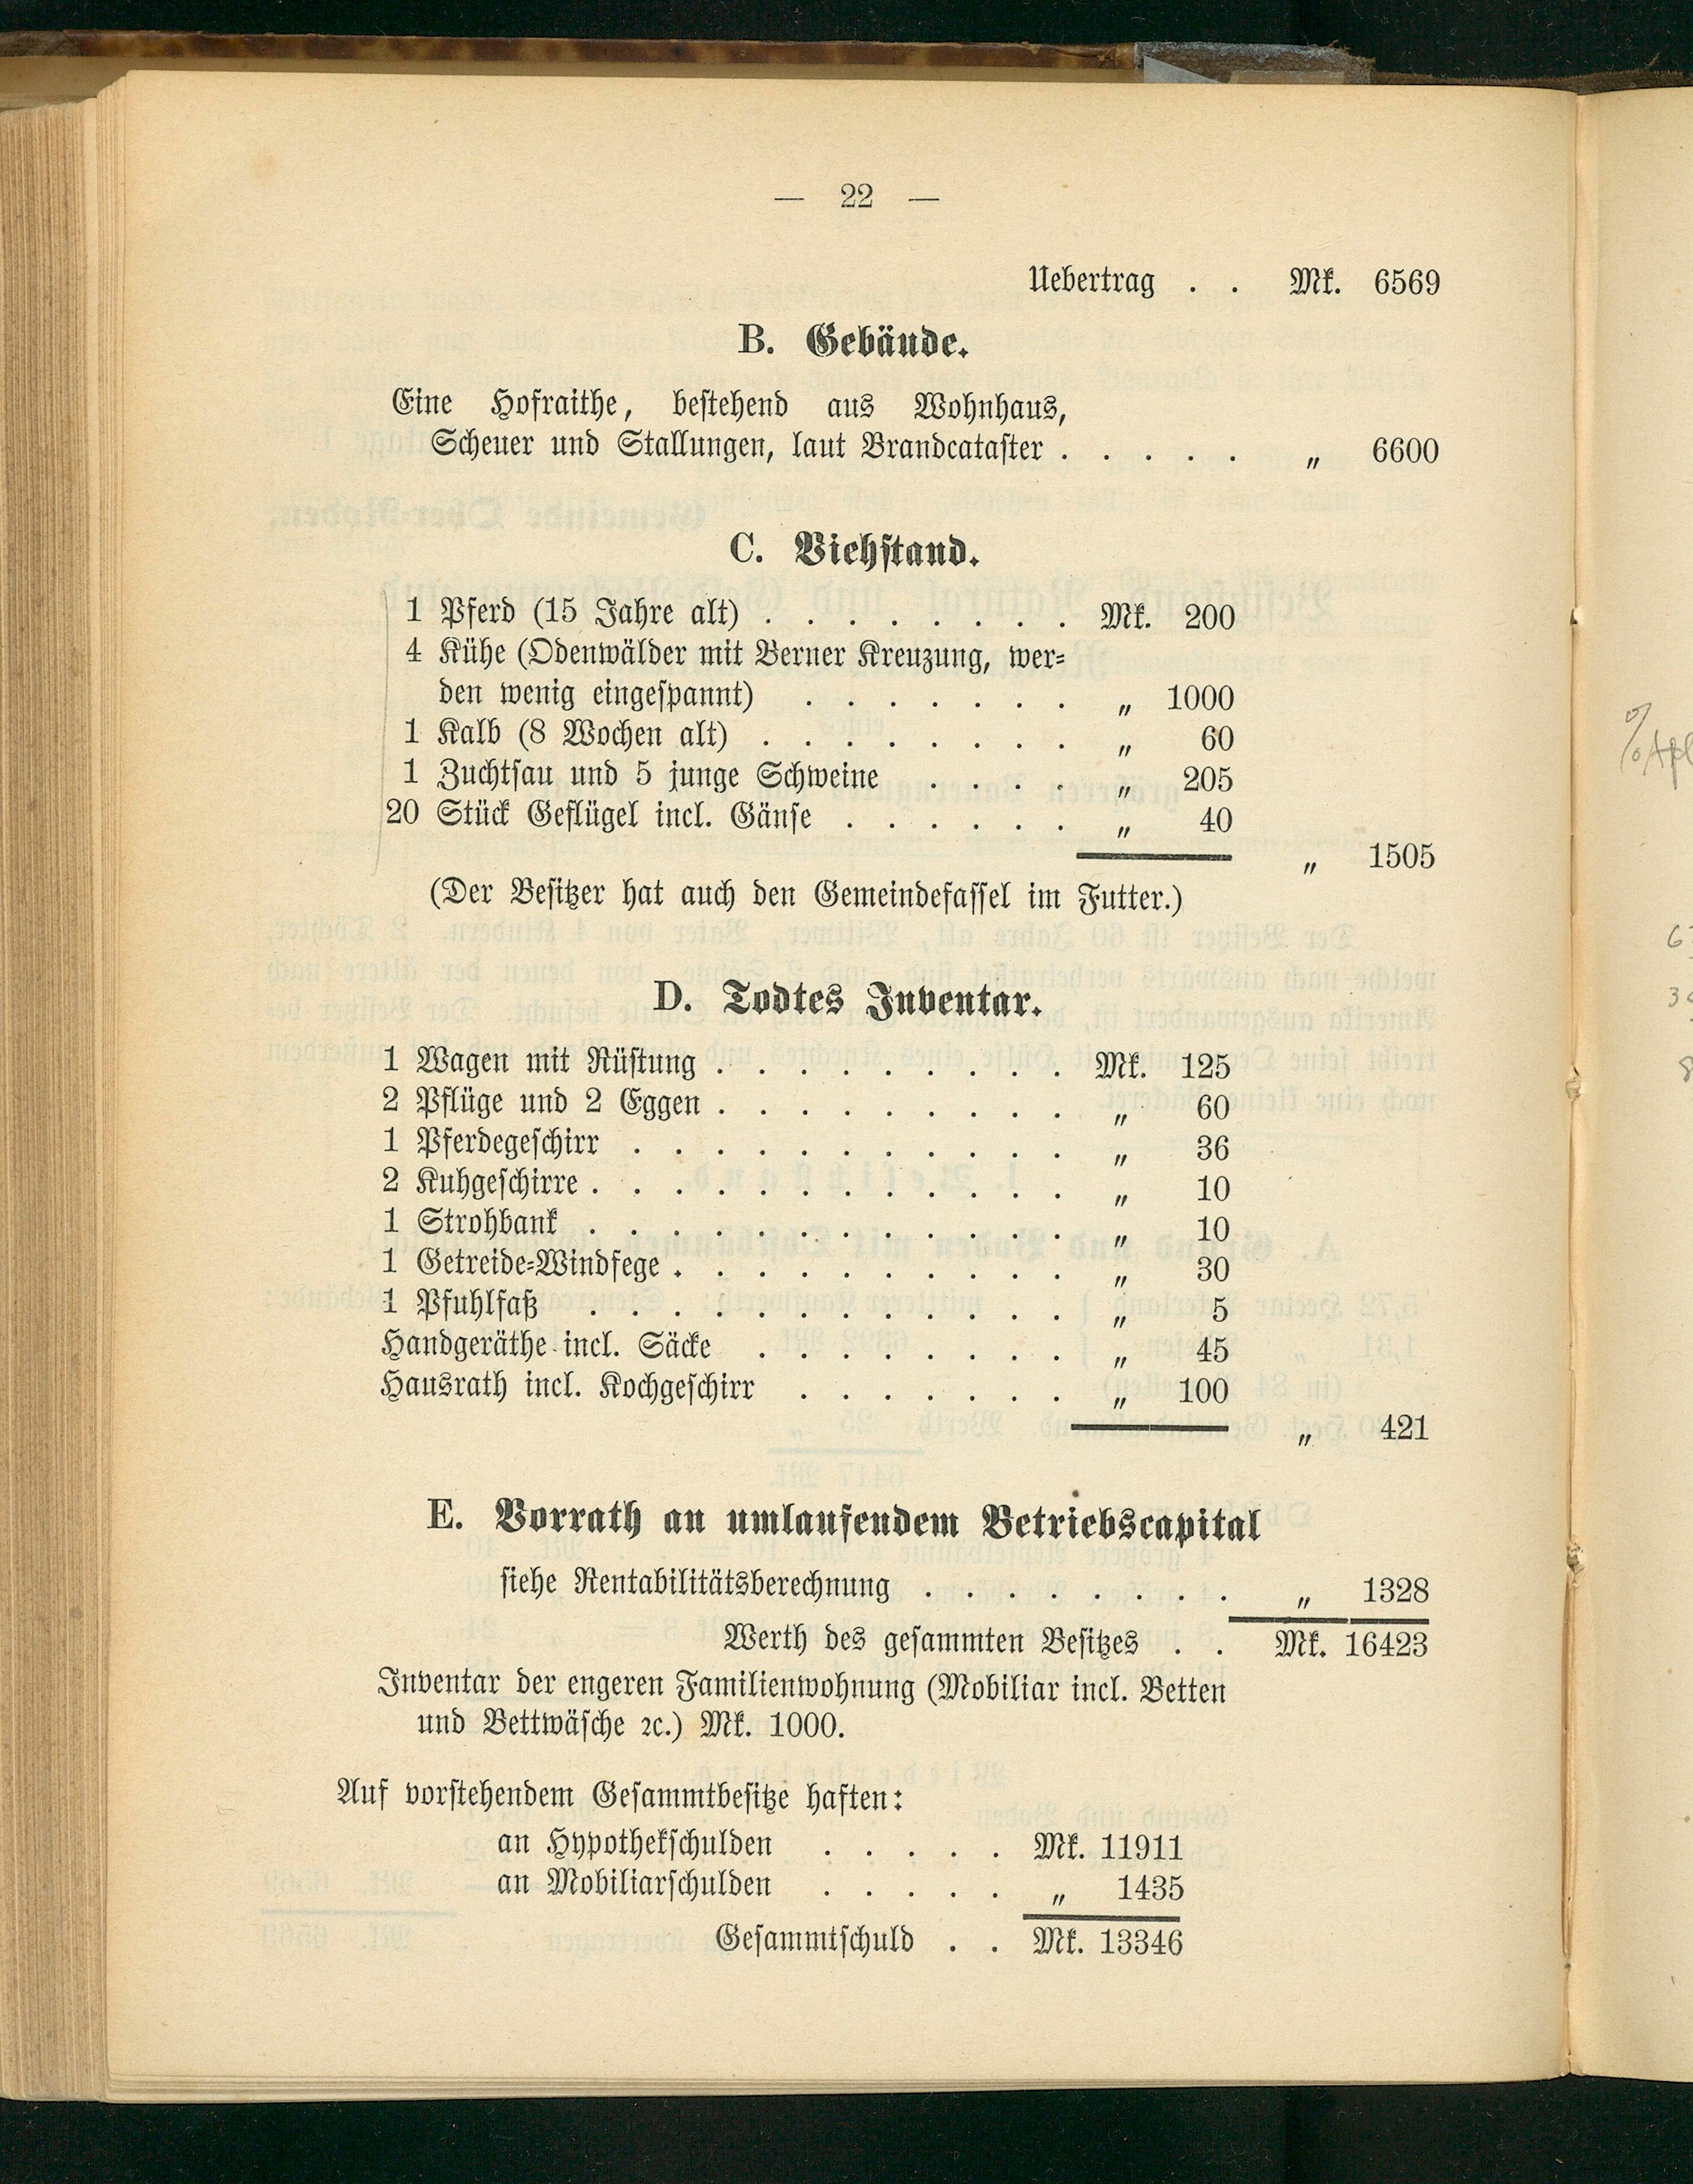 — 22 —
Uebertrag . . Mk. 6569
B. Gebäude.
Eine Hofraithe, bestehend aus Wohnhaus,
Scheuer und Stallungen, laut Brandcataster . . . . . „ 6600
C. Viehstand.
1 Pferd (15 Jahre alt) . . . . . . . . Mk. 200
4 Kühe (Odenwälder mit Berner Kreuzung, wer-
den wenig eingespannt) . . . . . . . „ 1000
1 Kalb (8 Wochen alt) . . . . . . . . „ 60
1 Zuchtsau und 5 junge Schweine . . . . „ 205
20 Stück Geflügel incl. Gänse . . . . . . „ 40
„ 1505
(Der Besitzer hat auch den Gemeindefassel im Futter.)
D. Todtes Inventar.
1 Wagen mit Rüstung . . . . . . . . . Mk. 125
2 Pflüge und 2 Eggen . . . . . . . . . „ 60
1 Pferdegeschirr . . . . . . . . . . . „ 36
2 Kuhgeschirre . . . . . . . . . . . . „ 10
1 Strohbank . . . . . . . . . . . . „ 10
1 Getreide-Windfege . . . . . . . . . . „ 30
1 Pfuhlfaß . . . . . . . . . . . . „ 5
Handgeräthe incl. Säcke . . . . . . . . „ 45
Hausrath incl. Kochgeschirr . . . . . . . „ 100
„ 421
E. Vorrath an umlaufendem Betriebscapital
siehe Rentabilitätsberechnung . . . . . . . . „ 1328
Werth des gesammten Besitzes . . Mk. 16423
Inventar der engeren Familienwohnung (Mobiliar incl. Betten
und Bettwäsche ꝛc.) Mk. 1000.
Auf vorstehendem Gesammtbesitze haften:
an Hypothekschulden . . . . . Mk. 11911
an Mobiliarschulden . . . . . „ 1435
Gesammtschuld . . Mk. 13346